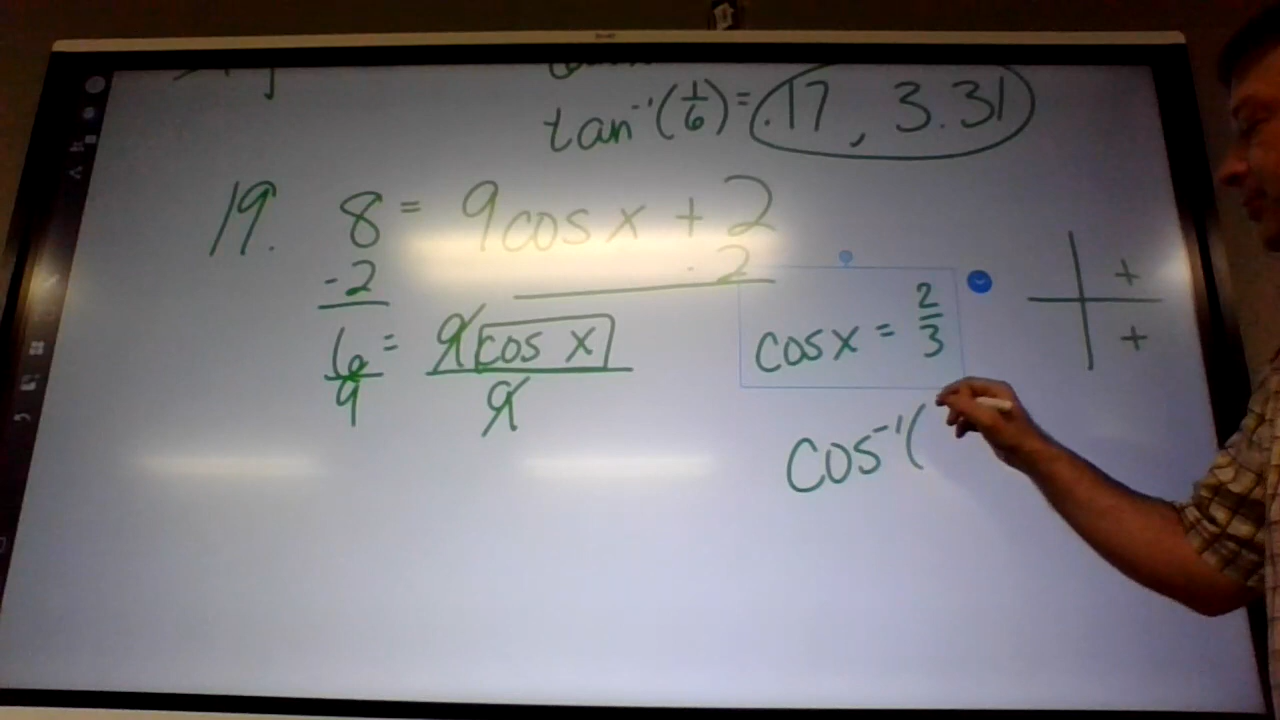 tan⁻¹(1/6) = .17, 3.31
19. 8 = 9cos x + 2
-2 - 2
6/9 = 9 cos x / 9
cosx = 2/3
+
+
cos⁻¹(